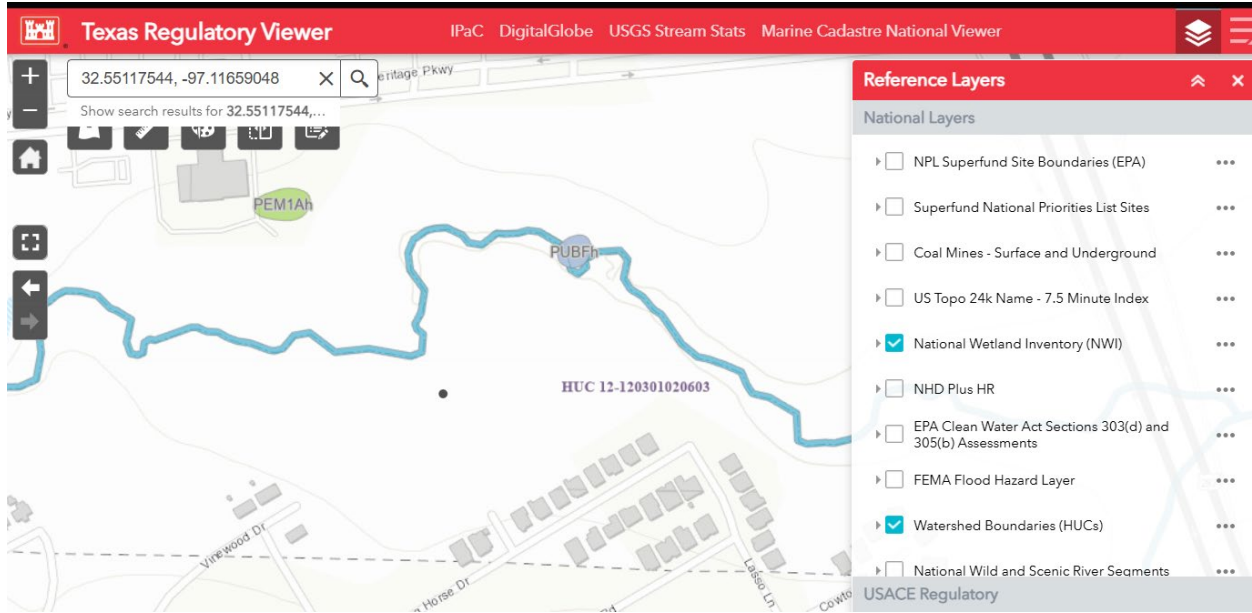 Texas Regulatory Viewer
IPaC DigitalGlobe USGS Stream Stats Marine Cadastre National Viewer
32.55117544, -97.11659048
Show search results for 32.55117544,...
eritage Pkwy
PEM1Ah
PUBFh
HUC 12-120301020603
Vinewood Dr
Horse Dr
Lasso Ln
Reference Layers
National Layers
NPL Superfund Site Boundaries (EPA)
Superfund National Priorities List Sites
Coal Mines - Surface and Underground
US Topo 24k Name - 7.5 Minute Index
National Wetland Inventory (NWI)
NHD Plus HR
EPA Clean Water Act Sections 303(d) and
305(b) Assessments
FEMA Flood Hazard Layer
Watershed Boundaries (HUCs)
National Wild and Scenic River Segments
USACE Regulatory